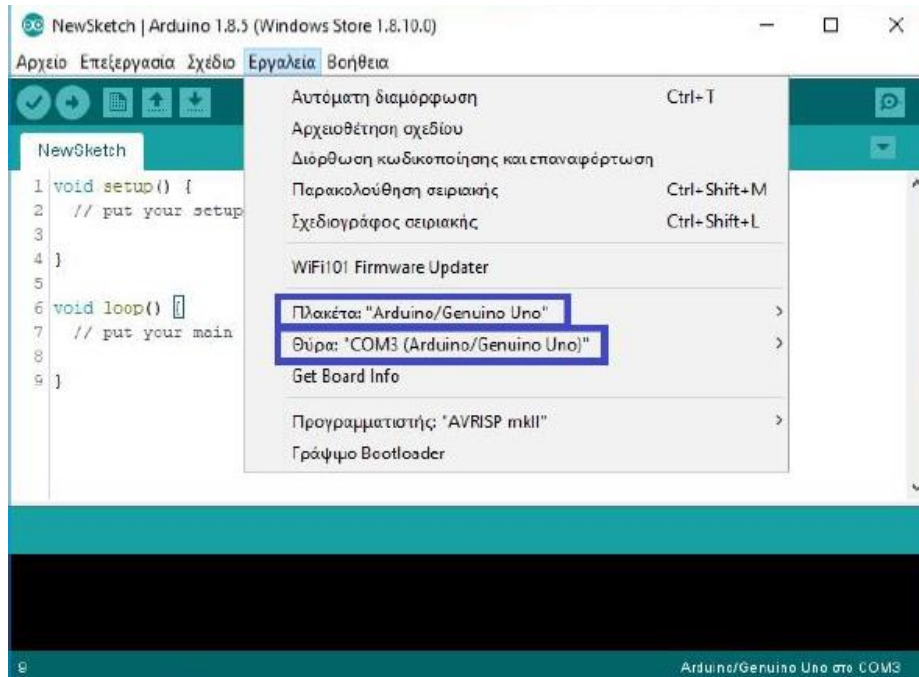 NewSketch | Arduino 1.8.5 (Windows Store 1.8.10.0)
Αρχείο Επεξεργασία Σχέδιο Εργαλεία Βοήθεια
Αυτόματη διαμόρφωση Ctrl+T
Αρχειοθέτηση σχεδίου
NewSketch
Διόρθωση κωδικοποίησης και επαναφόρτωση
1 void setup() {
Παρακολούθηση σειριακής Ctrl+Shift+M
2 // put your setup
Σχεδιογράφος σειριακής Ctrl+Shift+L
3
4 }
WiFi101 Firmware Updater
5
6 void loop() {
Πλακέτα: "Arduino/Genuino Uno"
7 // put your main
Θύρα: "COM3 (Arduino/Genuino Uno)"
8
Get Board Info
9 }
Προγραμματιστής: "AVRISP mkII"
Γράψιμο Bootloader
9 Arduino/Genuino Uno στο COM3